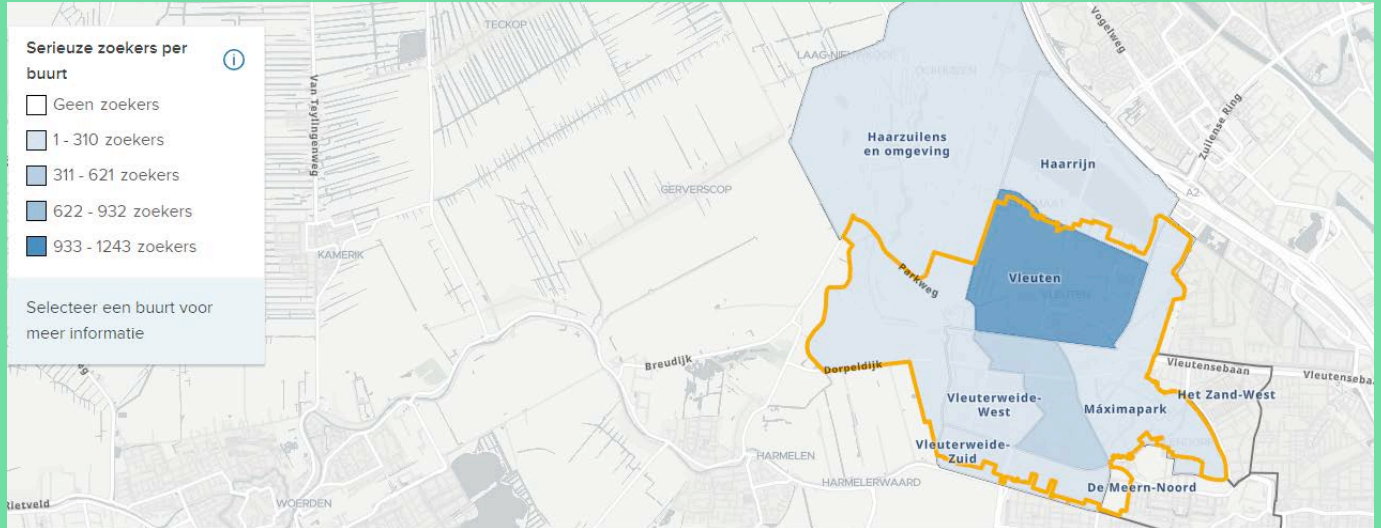 Serieuze zoekers per
buurt
Geen zoekers
1 - 310 zoekers
311 - 621 zoekers
622 - 932 zoekers
933 - 1243 zoekers
Selecteer een buurt voor
meer informatie
TECKOP
Van Teylingenweg
KAMERIK
GERVERSCOP
Breudijk
Dorpeldijk
HARMELEN
HARMELERWAARD
WOERDEN
Rietveld
Haarzuilens
en omgeving
Haarrijn
Vogelweg
Zuilense Ring
A2
Parkweg
Vleuten
Vleutensebaan
Het Zand-West
Vleuterweide-
West
Máximapark
Vleuterweide-
Zuid
De Meern-Noord